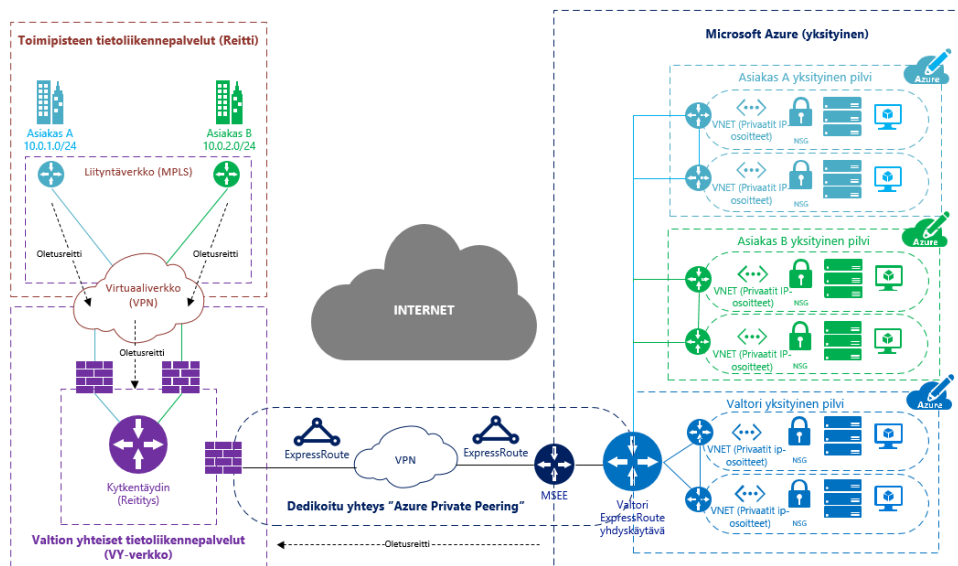 Toimipisteen tietoliikennepalvelut (Reitti)
Asiakas A
10.0.1.0/24
Asiakas B
10.0.2.0/24
Liityntäverkko (MPLS)
Oletusreitti
Oletusreitti
Virtuaaliverkko
(VPN)
Oletusreitti
Kytkentäydin
(Reititys)
Valtion yhteiset tietoliikennepalvelut
(VY-verkko)
INTERNET
ExpressRoute
VPN
ExpressRoute
Dedikoitu yhteys "Azure Private Peering"
Oletusreitti
MSEE
Valtori
ExpressRoute
yhdyskäytävä
Microsoft Azure (yksityinen)
Azure
Asiakas A yksityinen pilvi
VNET (Privaatit IP-
osoitteet)
NSG
VNET (Privaatit IP-
osoitteet)
NSG
Azure
Asiakas B yksityinen pilvi
VNET (Privaatit IP-
osoitteet)
NSG
VNET (Privaatit IP-
osoitteet)
NSG
Azure
Valtori yksityinen pilvi
VNET (Privaatit ip-
osoitteet)
NSG
VNET (Privaatit ip-
osoitteet)
NSG